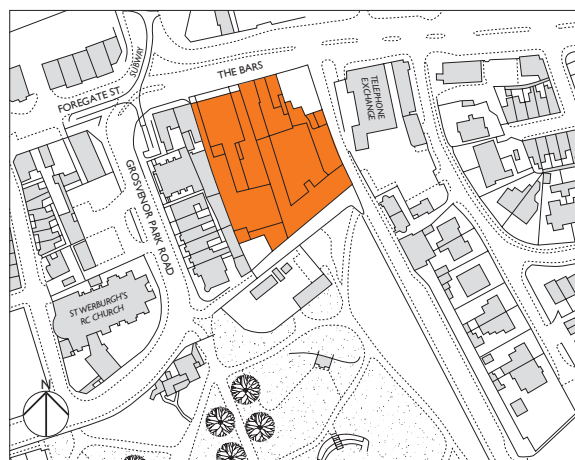 THE BARS
SUBWAY
FOREGATE ST.
TELEPHONE
EXCHANGE
GROSVENOR PARK ROAD
ST WERBURGH'S
RC CHURCH
N